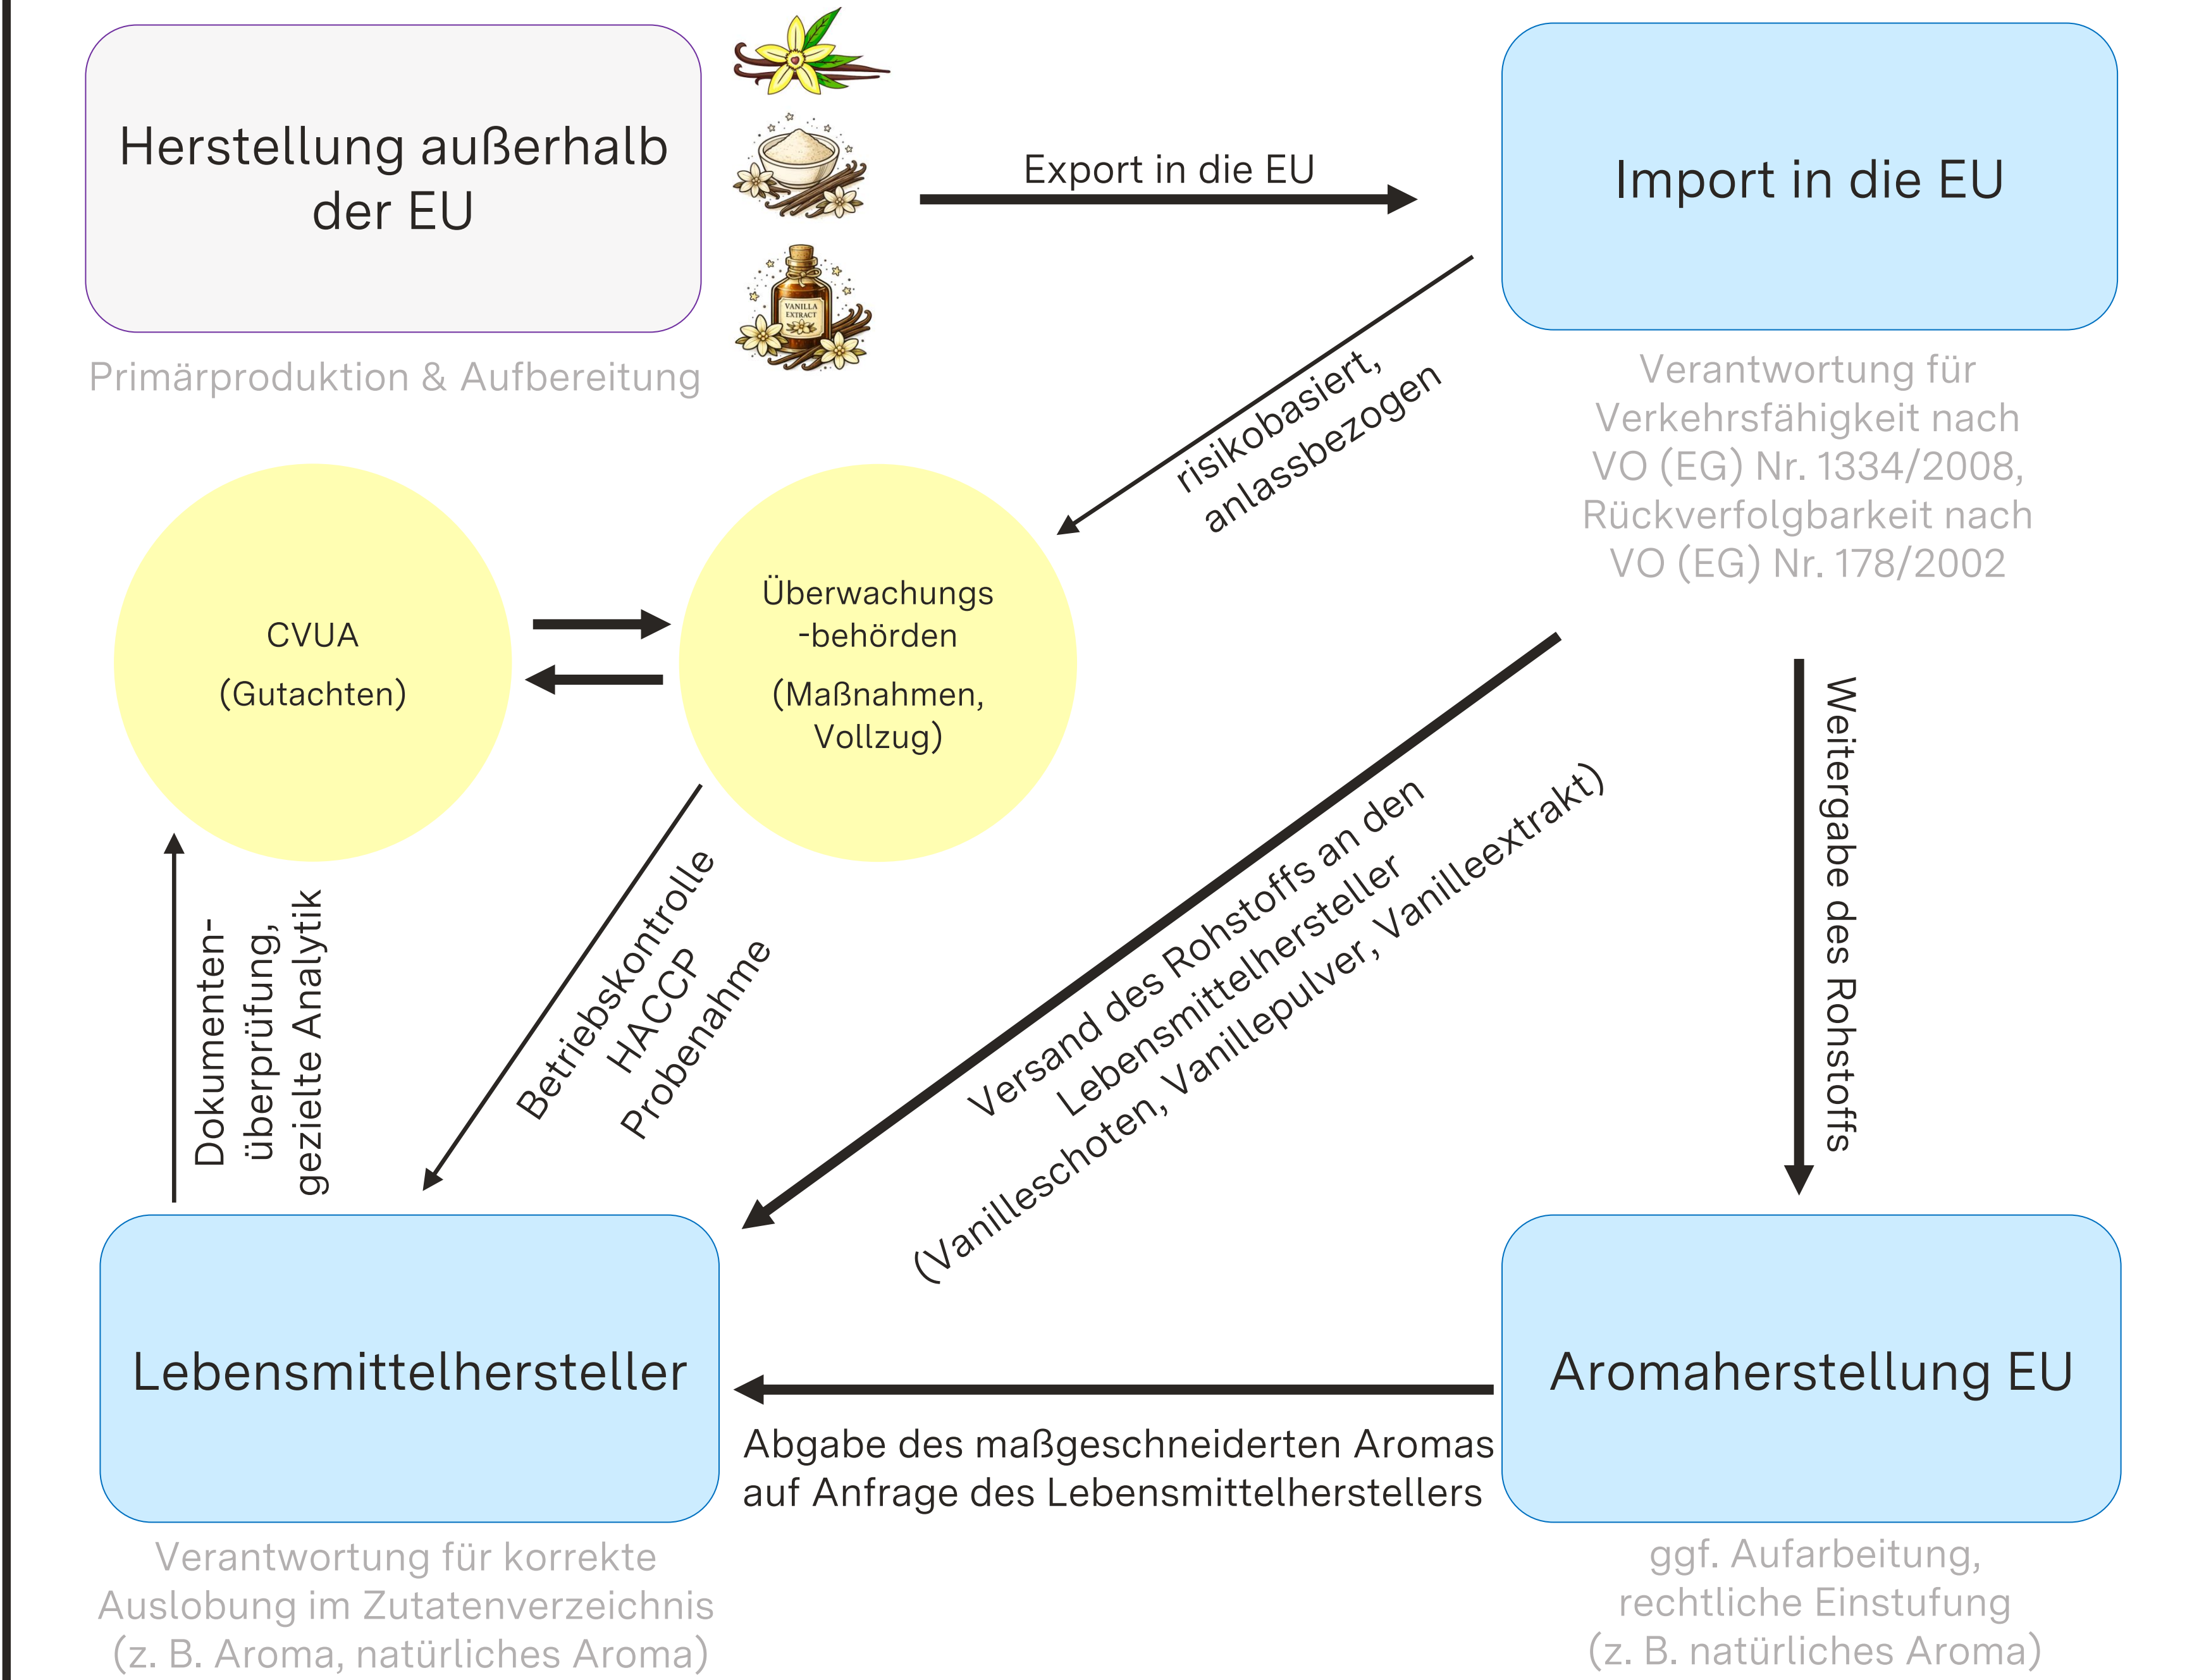 Herstellung außerhalb
der EU
Primärproduktion & Aufbereitung
VANILLA
EXTRACT
Export in die EU
Import in die EU
Verantwortung für
Verkehrsfähigkeit nach
VO (EG) Nr. 1334/2008,
Rückverfolgbarkeit nach
VO (EG) Nr. 178/2002
risikobasiert,
anlassbezogen
CVUA
(Gutachten)
Überwachungs
-behörden
(Maßnahmen,
Vollzug)
Dokumenten-
überprüfung,
gezielte Analytik
Betriebskontrolle
HACCP
Probenahme
Versand des Rohstoffs an den
Lebensmittelhersteller
(Vanilleschoten, Vanillepulver, Vanilleextrakt)
Weitergabe des Rohstoffs
Lebensmittelhersteller
Verantwortung für korrekte
Auslobung im Zutatenverzeichnis
(z. B. Aroma, natürliches Aroma)
Abgabe des maßgeschneiderten Aromas
auf Anfrage des Lebensmittelherstellers
Aromaherstellung EU
ggf. Aufarbeitung,
rechtliche Einstufung
(z. B. natürliches Aroma)